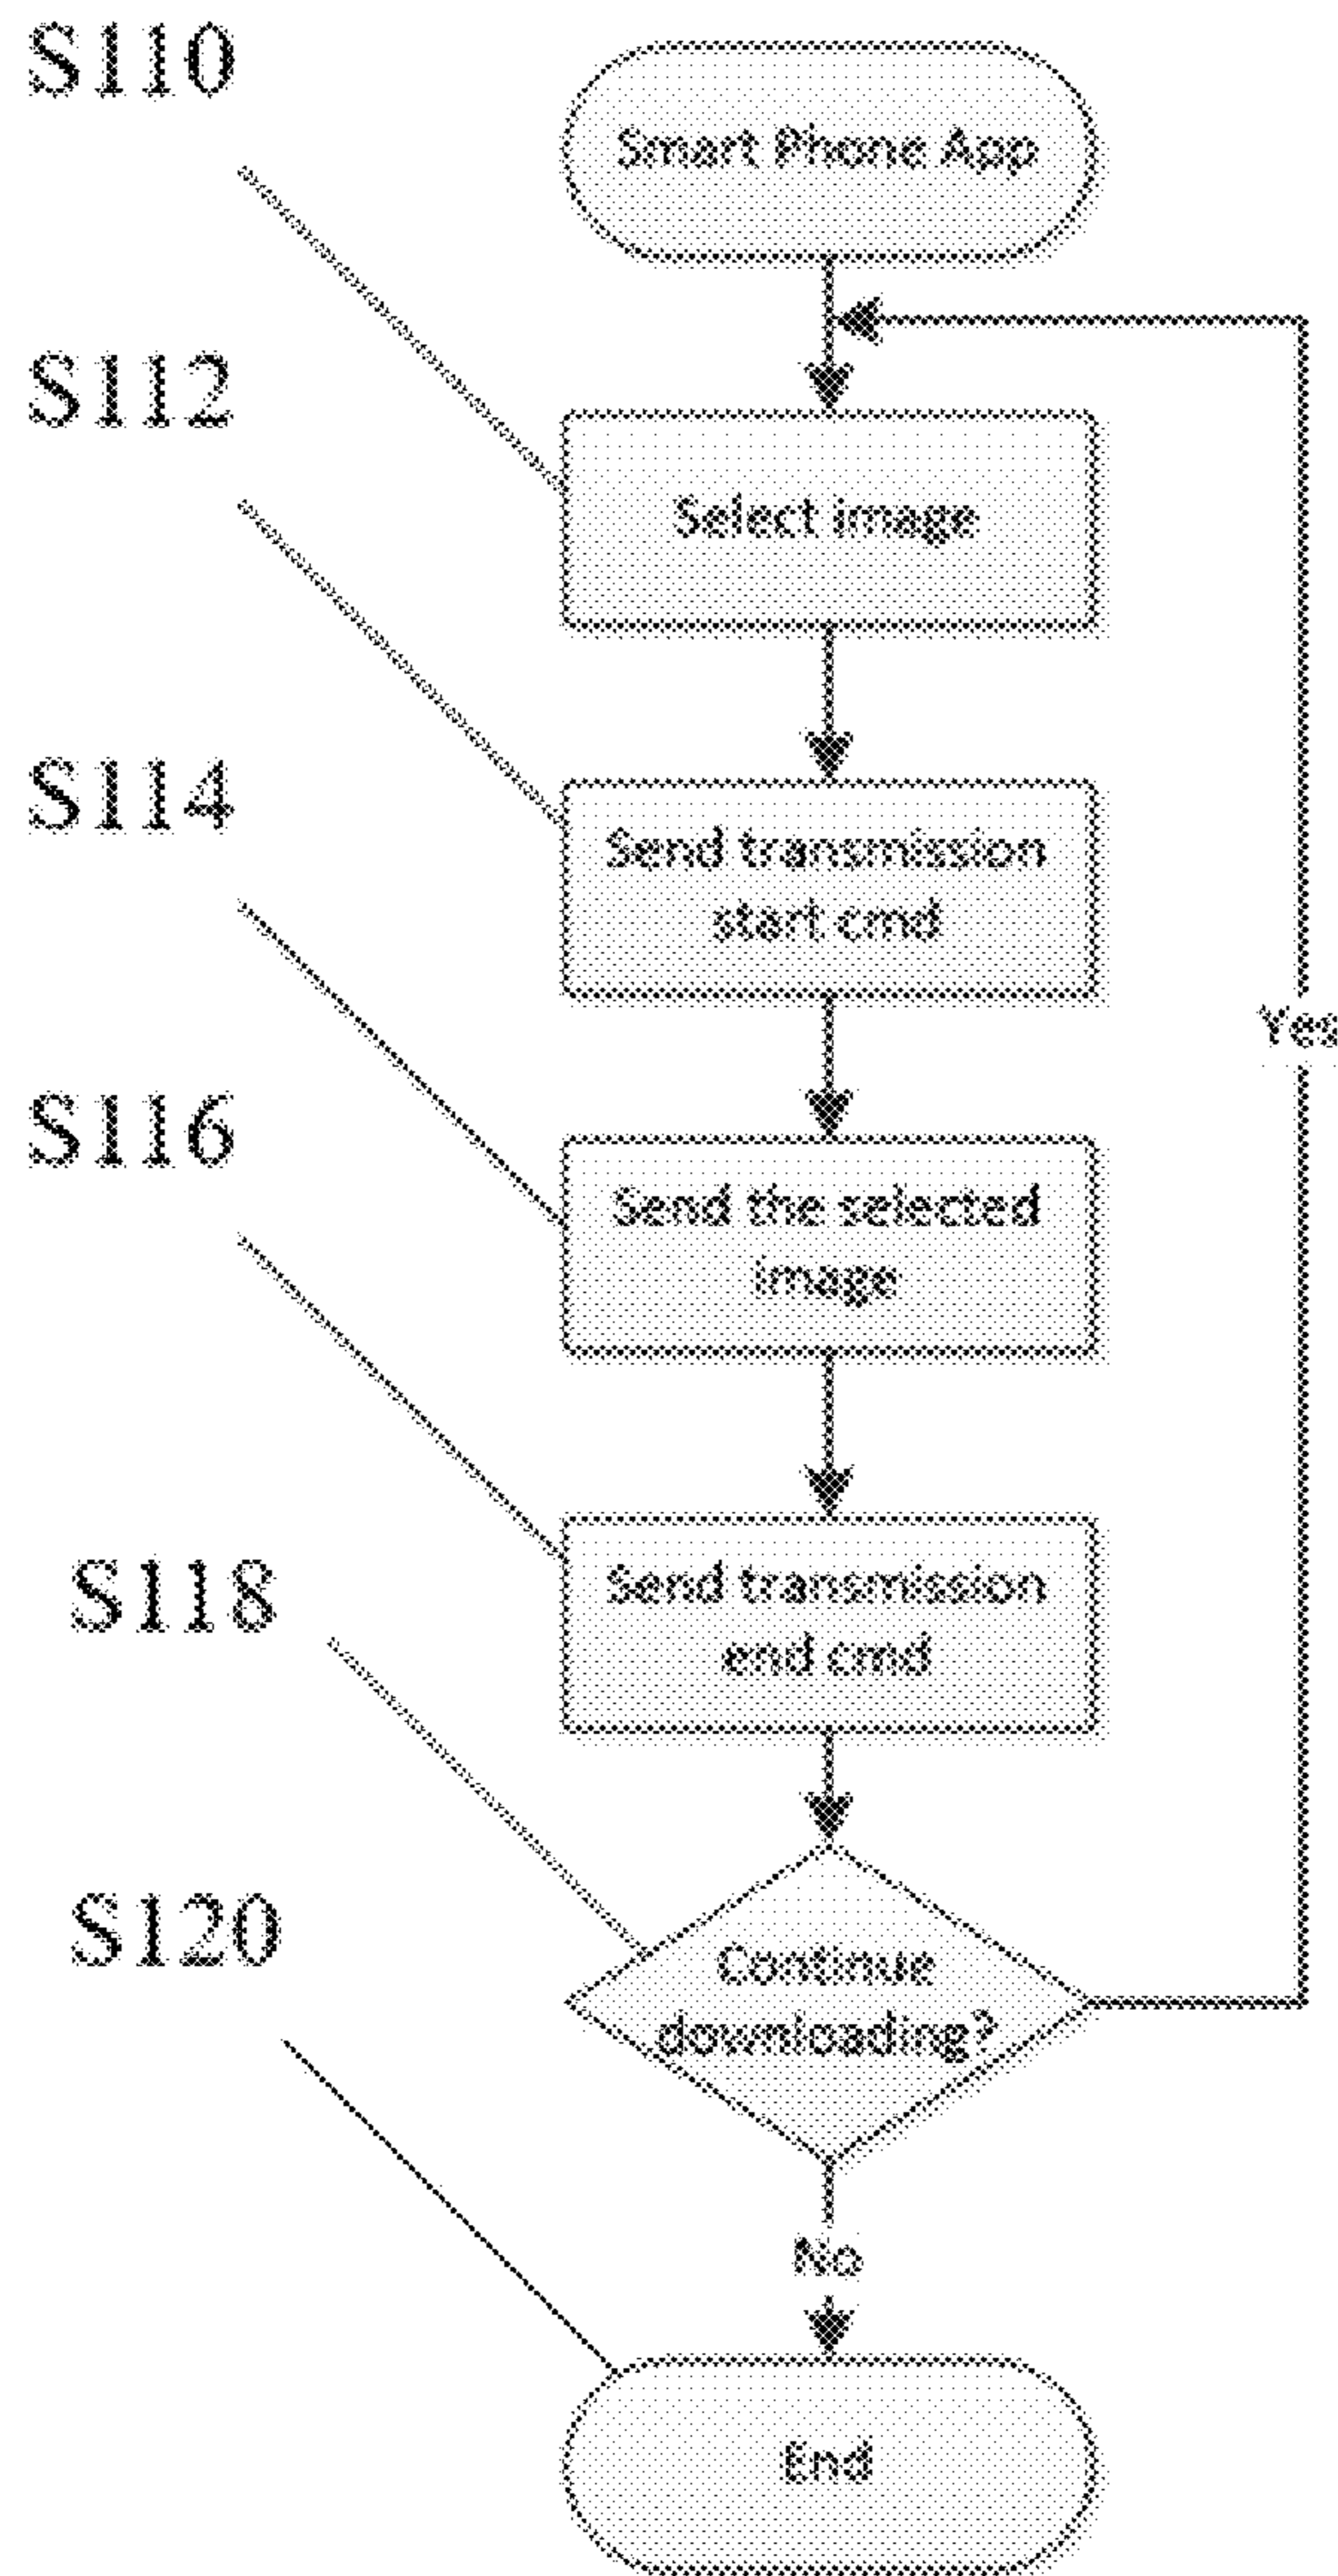 S110
Smart Phone App
S112
Select image
S114
Send transmission
start cmd
Yes
S116
Send the selected
image
S118
Send transmission
end cmd
S120
Continue
downloading?
No
End